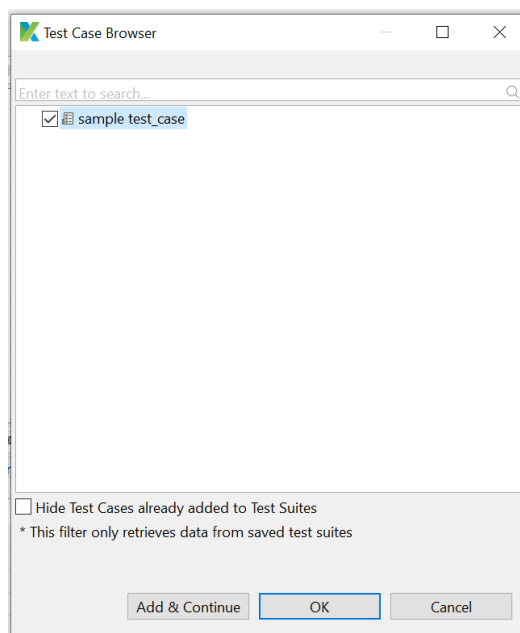 Test Case Browser
Enter text to search...
sample test_case
Hide Test Cases already added to Test Suites
* This filter only retrieves data from saved test suites
Add & Continue
OK
Cancel